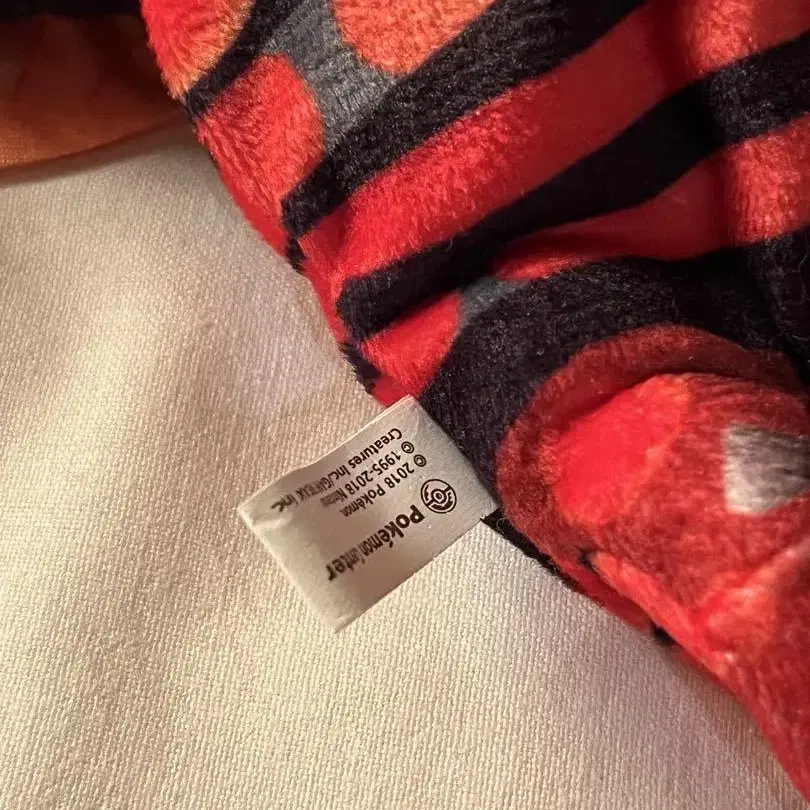 Pokémon center
© 2018 Pokémon.
© 1995-2018 Nintendo/
Creatures Inc./GAME FREAK inc.